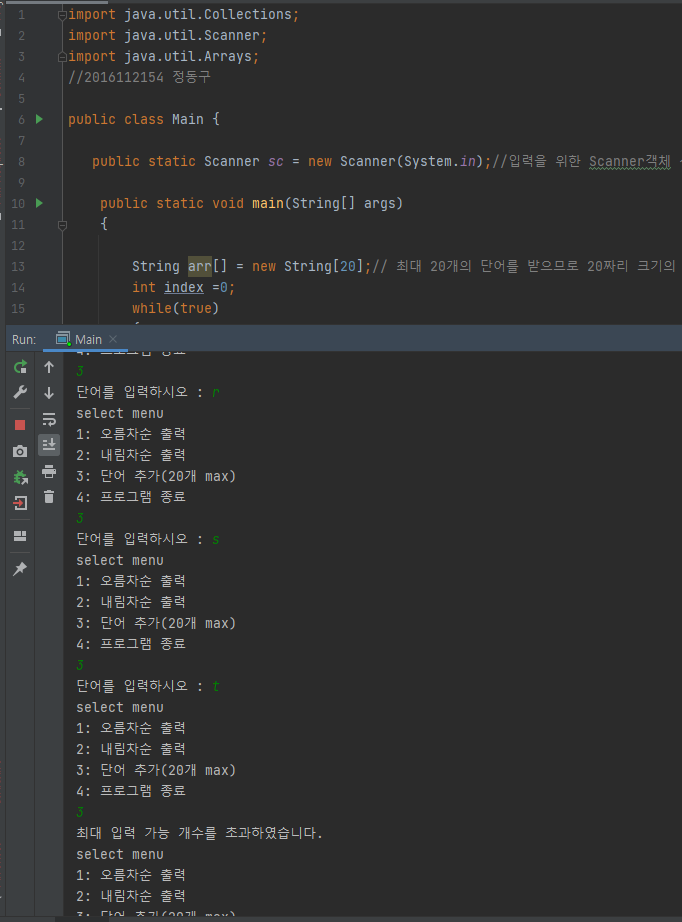 1 import java.util.Collections;
2 import java.util.Scanner;
3 import java.util.Arrays;
4 //2016112154 정동구
5
6 public class Main {
7
8 public static Scanner sc = new Scanner(System.in);//입력을 위한 Scanner객체
9
10 public static void main(String[] args)
11 {
12
13 String arr[] = new String[20];// 최대 20개의 단어를 받으므로 20짜리 크기의
14 int index =0;
15 while(true)
Run: Main
4: 프로그램 종료
3
단어를 입력하시오 : r
select menu
1: 오름차순 출력
2: 내림차순 출력
3: 단어 추가(20개 max)
4: 프로그램 종료
3
단어를 입력하시오 : s
select menu
1: 오름차순 출력
2: 내림차순 출력
3: 단어 추가(20개 max)
4: 프로그램 종료
3
단어를 입력하시오 : t
select menu
1: 오름차순 출력
2: 내림차순 출력
3: 단어 추가(20개 max)
4: 프로그램 종료
3
최대 입력 가능 개수를 초과하였습니다.
select menu
1: 오름차순 출력
2: 내림차순 출력
3: 단어 추가(20개 max)